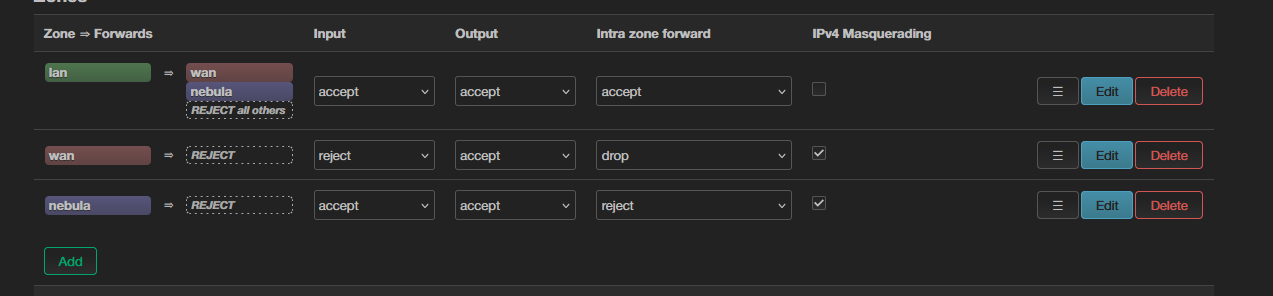 Zones
Zone ⇒ Forwards Input Output Intra zone forward IPv4 Masquerading
lan ⇒ wan
nebula
REJECT all others
accept accept accept ☰ Edit Delete
wan ⇒ REJECT reject accept drop ☰ Edit Delete
nebula ⇒ REJECT accept accept reject ☰ Edit Delete
Add